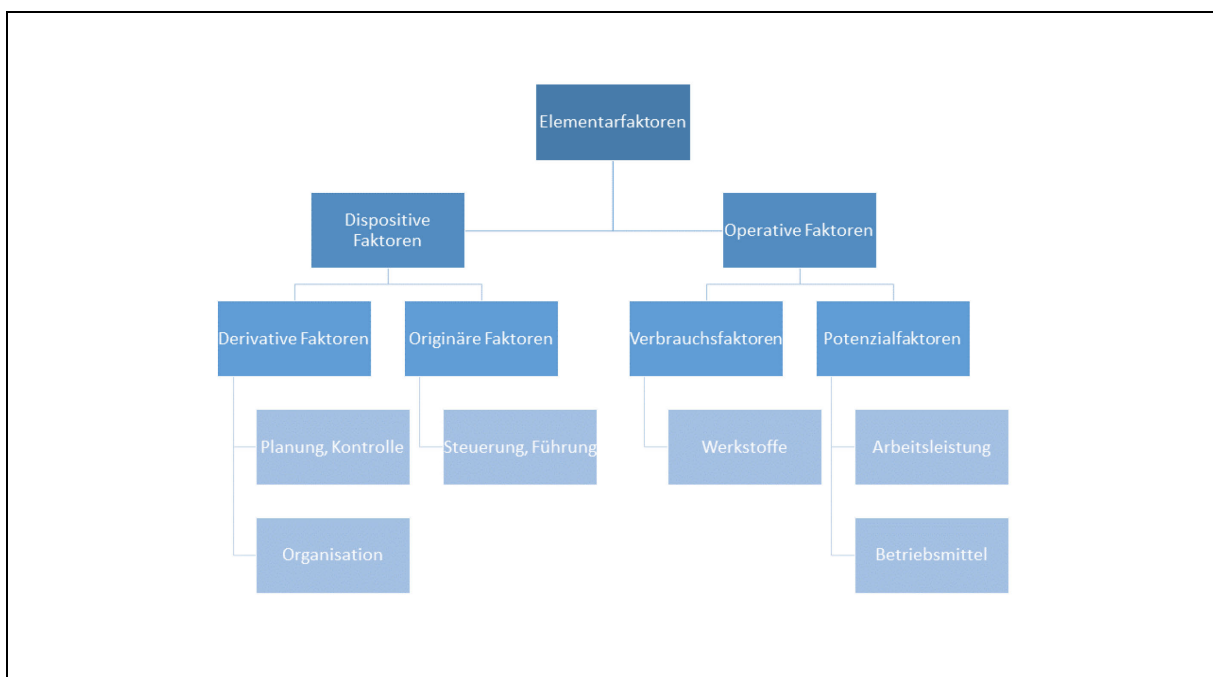 Elementarfaktoren
Dispositive
Faktoren
Operative Faktoren
Derivative Faktoren
Originäre Faktoren
Verbrauchsfaktoren
Potenzialfaktoren
Planung, Kontrolle
Steuerung, Führung
Werkstoffe
Arbeitsleistung
Organisation
Betriebsmittel